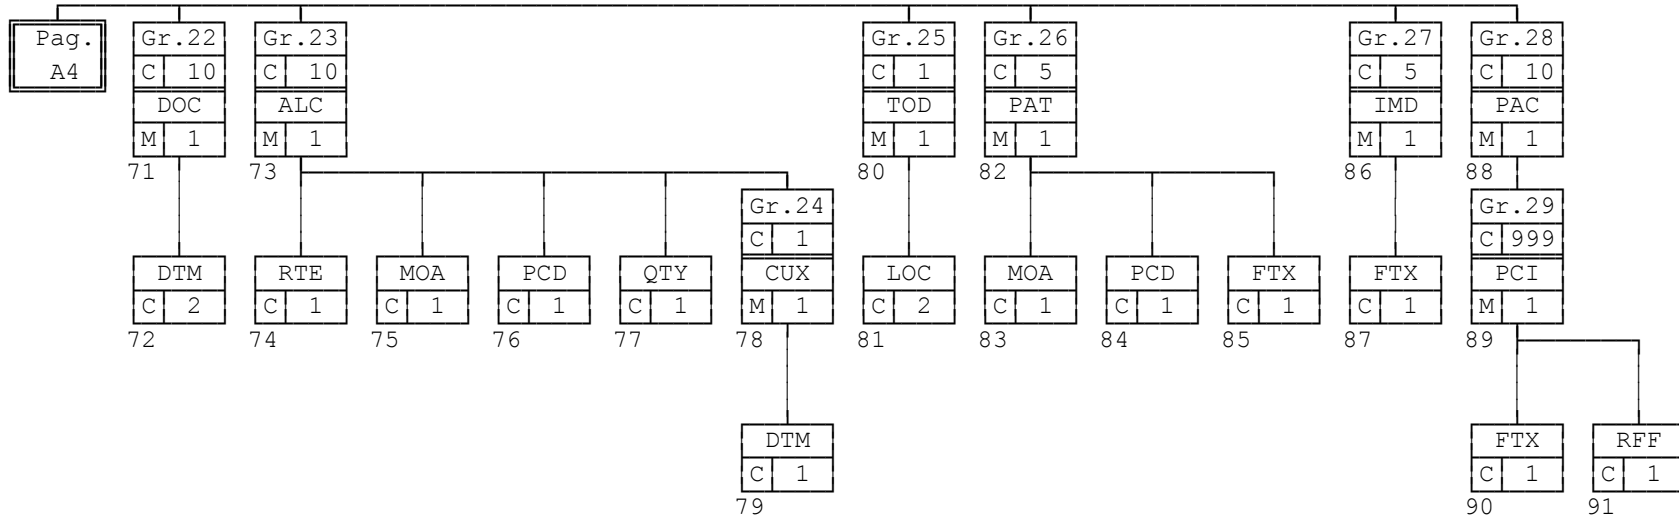 Pag. Gr.22 Gr.23 Gr.25 Gr.26 Gr.27 Gr.28
A4 C 10 C 10 C 1 C 5 C 5 C 10
DOC ALC TOD PAT IMD PAC
M 1 M 1 M 1 M 1 M 1 M 1
71 73 80 82 86 88
Gr.24 Gr.29
C 1 C 999
DTM RTE MOA PCD QTY CUX LOC MOA PCD FTX FTX PCI
C 2 C 1 C 1 C 1 C 1 M 1 C 2 C 1 C 1 C 1 C 1 M 1
72 74 75 76 77 78 81 83 84 85 87 89
DTM FTX RFF
C 1 C 1 C 1
79 90 91